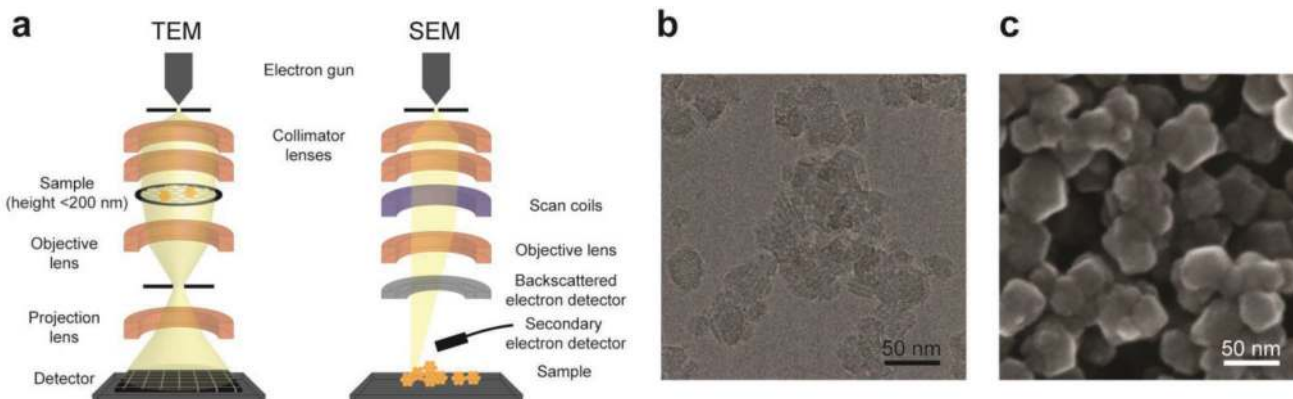 a
TEM
SEM
Electron gun
Collimator
lenses
Sample
(height <200 nm)
Objective
lens
Projection
lens
Detector
Scan coils
Objective lens
Backscattered
electron detector
Secondary
electron detector
Sample
b
50 nm
c
50 nm